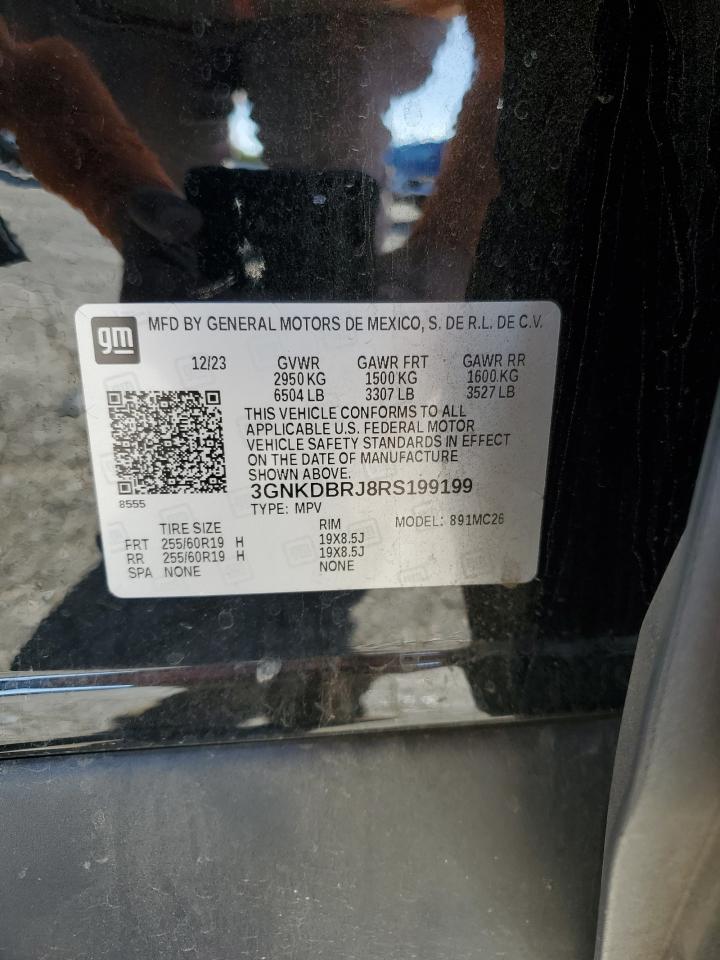 gm
MFD BY GENERAL MOTORS DE MEXICO, S. DE R.L. DE C.V.
12/23 GVWR GAWR FRT GAWR RR
2950 KG 1500 KG 1600 KG
6504 LB 3307 LB 3527 LB
THIS VEHICLE CONFORMS TO ALL
APPLICABLE U.S. FEDERAL MOTOR
VEHICLE SAFETY STANDARDS IN EFFECT
ON THE DATE OF MANUFACTURE
SHOWN ABOVE.
3GNKDBRJ8RS199199
8555
TYPE: MPV
MODEL: 891MC26
TIRE SIZE RIM
FRT 255/60R19 H 19X8.5J
RR 255/60R19 H 19X8.5J
SPA NONE NONE